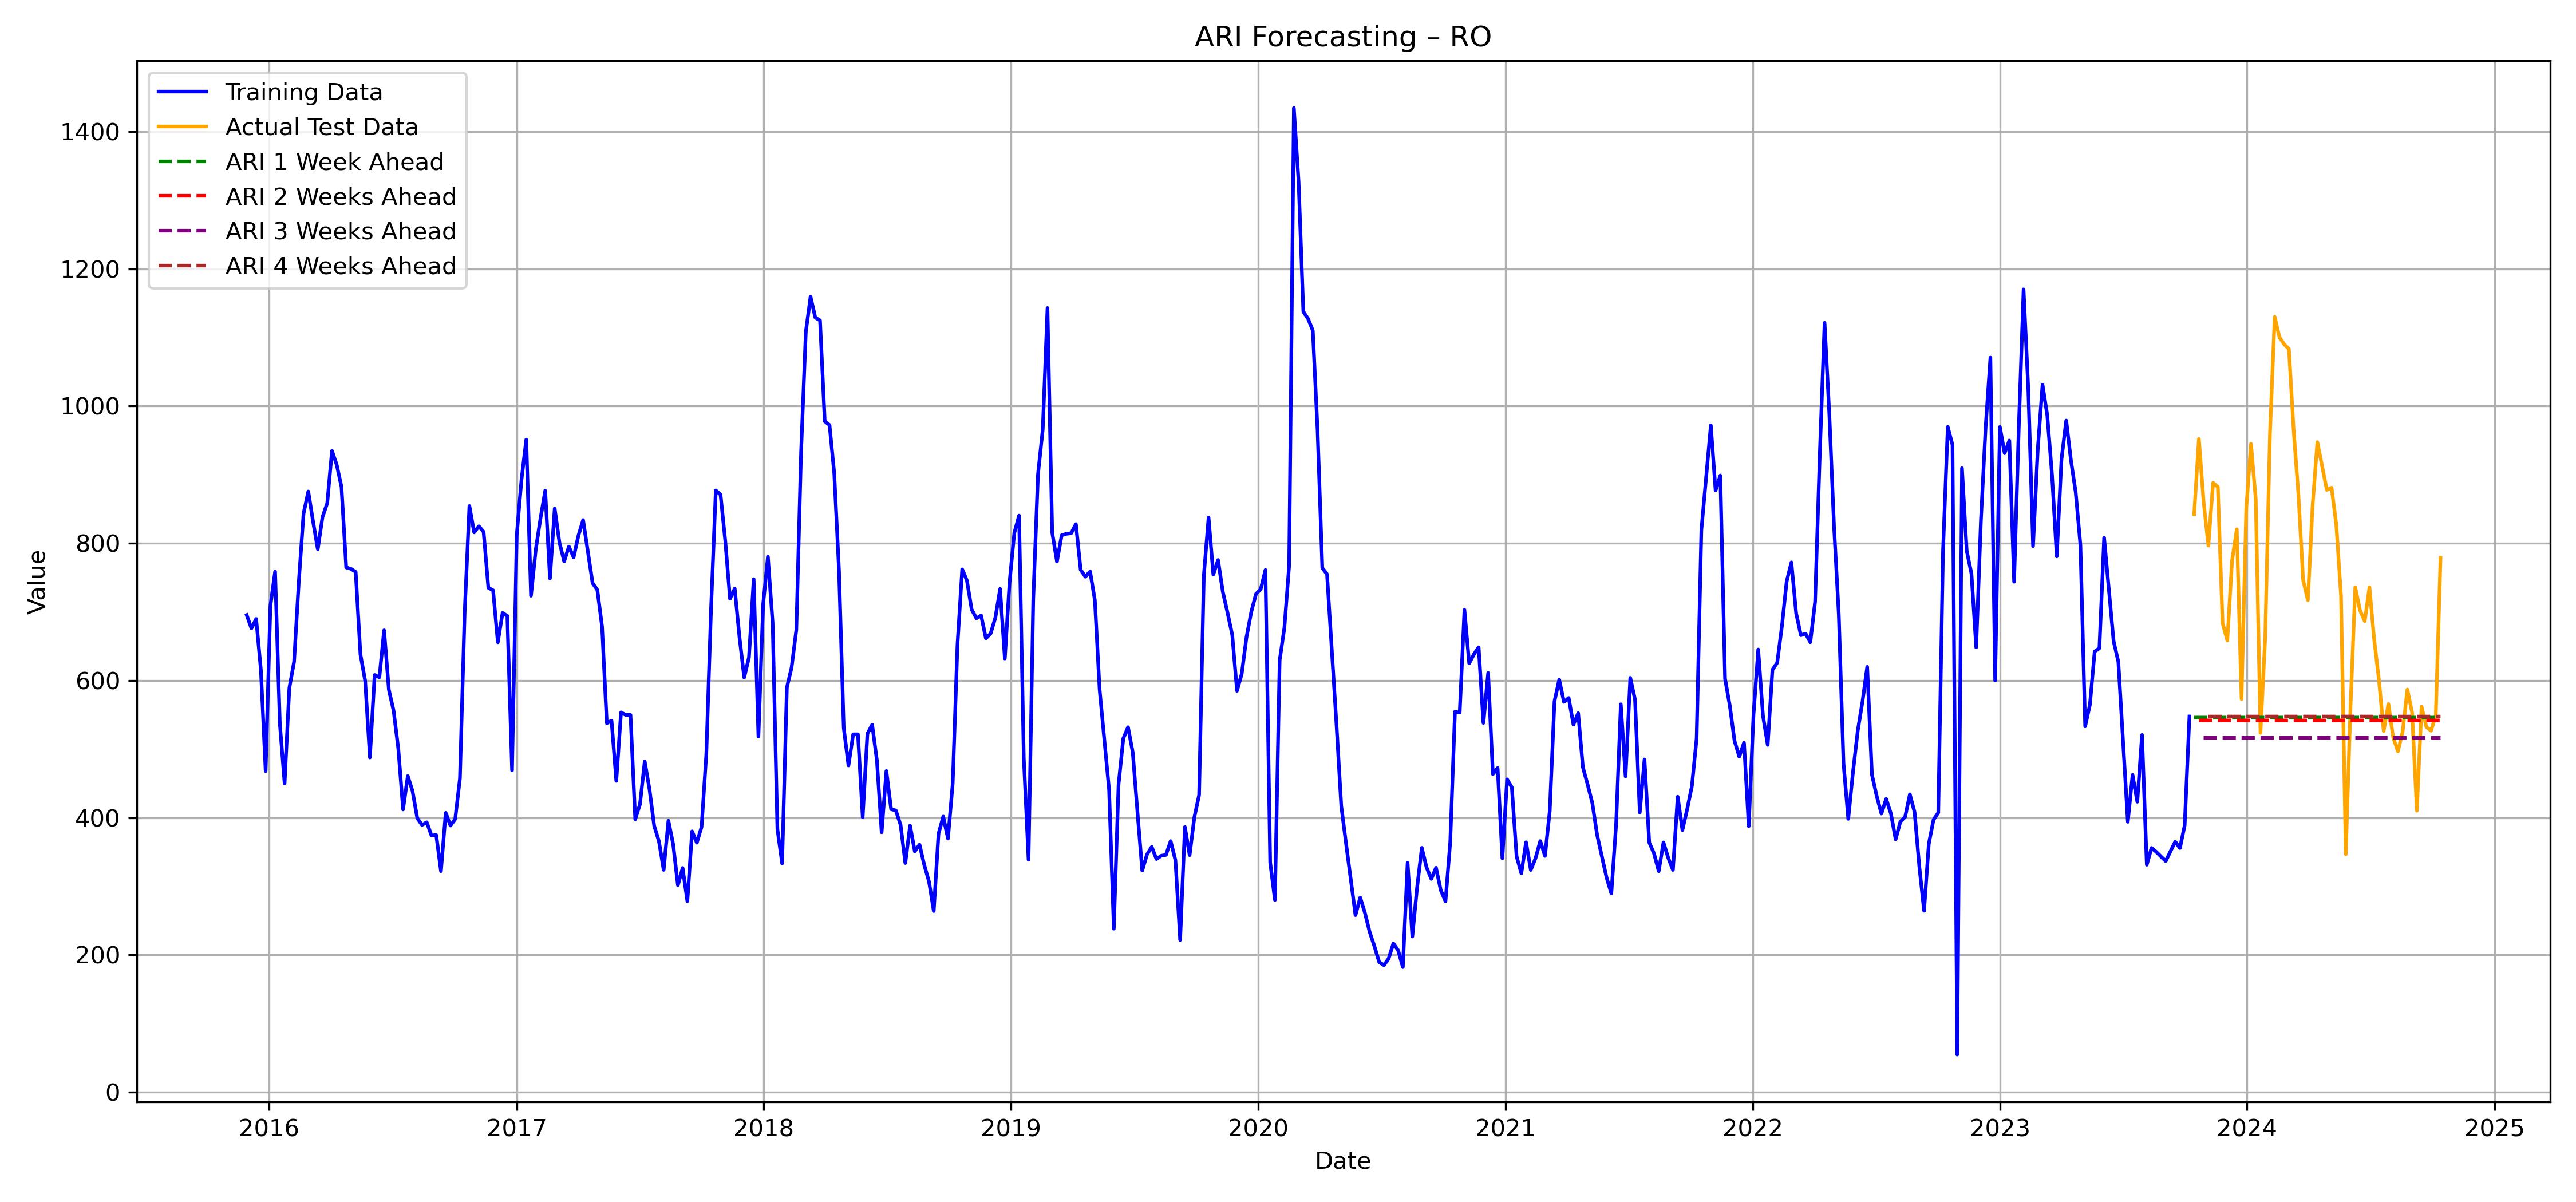 ARI Forecasting – RO
Training Data
Actual Test Data
ARI 1 Week Ahead
ARI 2 Weeks Ahead
ARI 3 Weeks Ahead
ARI 4 Weeks Ahead
Value
1400
1200
1000
800
600
400
200
0
2016 2017 2018 2019 2020 2021 2022 2023 2024 2025
Date